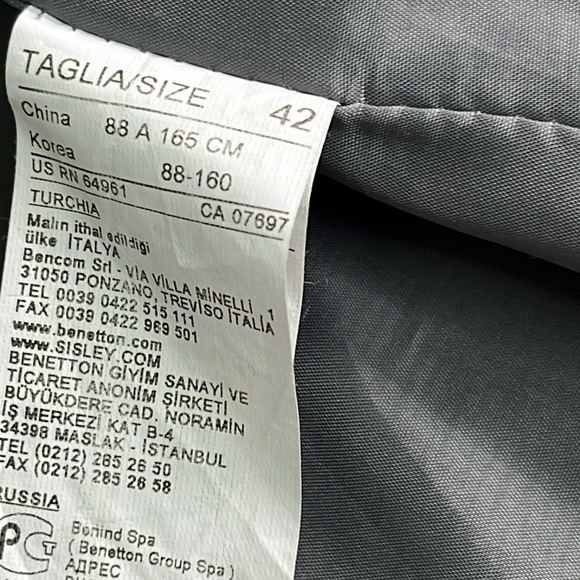 TAGLIA/SIZE 42
China 88 A 165 CM
Korea 88-160
US RN 64961 CA 07697
TURCHIA
Malın ithal edildiği
ülke İTALYA
Bencom Srl - VIA VILLA MINELLI 1
31050 PONZANO, TREVİSO İTALİA
TEL 0039 0422 515 111
FAX 0039 0422 969 501
www.benetton.com
www.SISLEY.COM
BENETTON GİYİM SANAYİ VE
TİCARET ANONİM ŞİRKETİ
BÜYÜKDERE CAD. NORAMİN
İŞ MERKEZİ KAT B-4
34398 MASLAK - İSTANBUL
TEL (0212) 285 26 50
FAX (0212) 285 26 58
RUSSIA
Benind Spa
( Benetton Group Spa )
АДРЕС